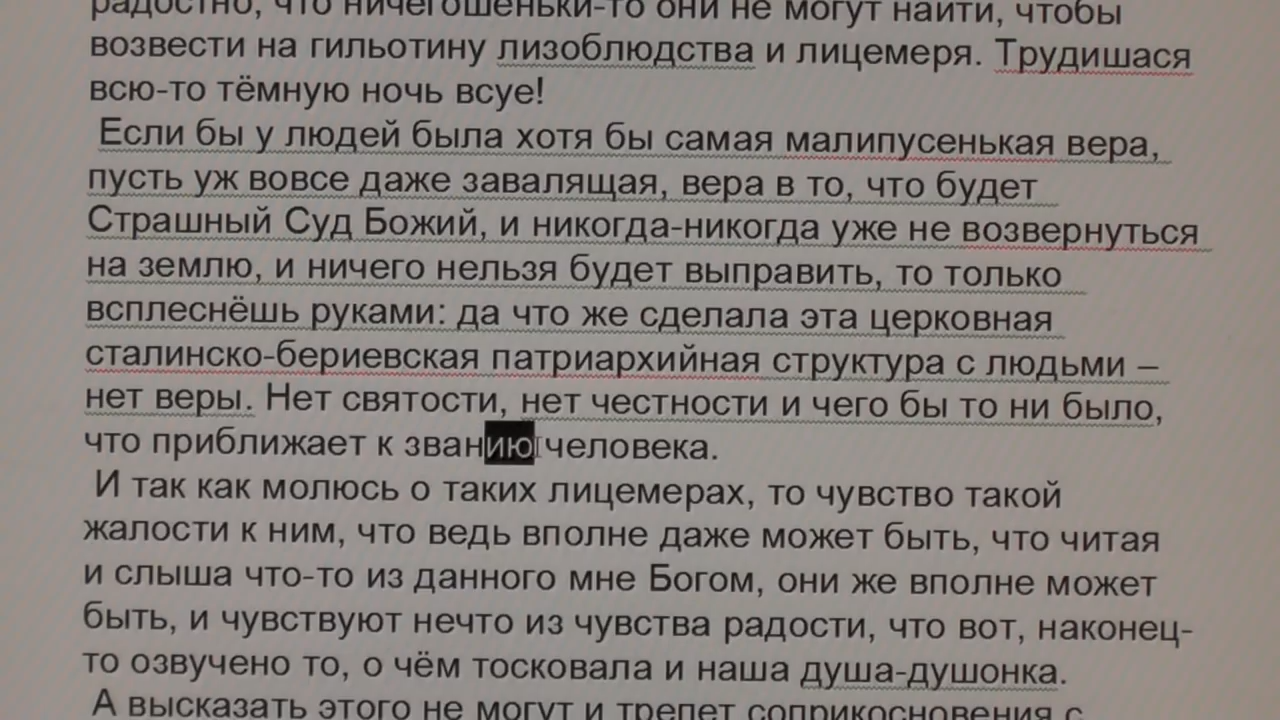 радостно, что ничегошеньки-то они не могут найти, чтобы
возвести на гильотину лизоблюдства и лицемеря. Трудишася
всю-то тёмную ночь всуе!
Если бы у людей была хотя бы самая малипусенькая вера,
пусть уж вовсе даже завалящая, вера в то, что будет
Страшный Суд Божий, и никогда-никогда уже не возвернуться
на землю, и ничего нельзя будет выправить, то только
всплеснёшь руками: да что же сделала эта церковная
сталинско-бериевская патриархийная структура с людьми –
нет веры. Нет святости, нет честности и чего бы то ни было,
что приближает к званию человека.
И так как молюсь о таких лицемерах, то чувство такой
жалости к ним, что ведь вполне даже может быть, что читая
и слыша что-то из данного мне Богом, они же вполне может
быть, и чувствуют нечто из чувства радости, что вот, наконец-
то озвучено то, о чём тосковала и наша душа-душонка.
А высказать этого не могут и трепет соприкосновения с